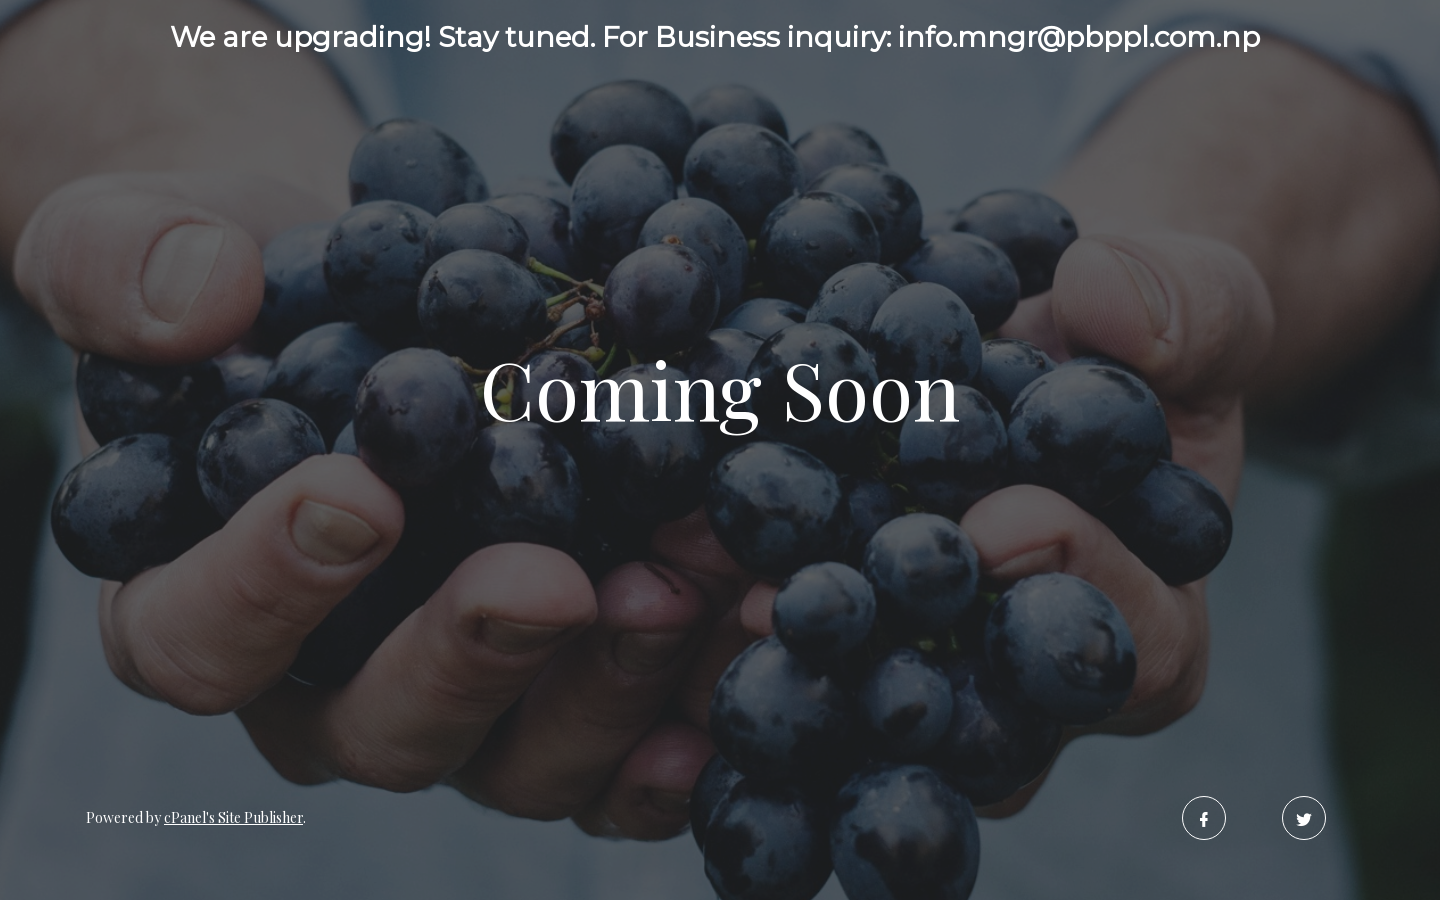 We are upgrading! Stay tuned. For Business inquiry: info.mngr@pbppl.com.np
Coming Soon
Powered by cPanel's Site Publisher.